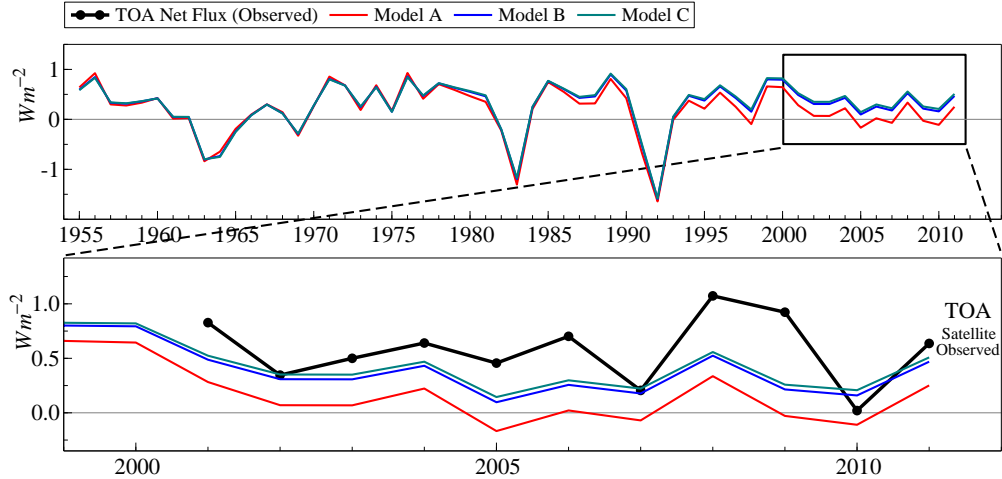 TOA Net Flux (Observed) Model A Model B Model C
1
0
-1
Wm⁻²
1955 1960 1965 1970 1975 1980 1985 1990 1995 2000 2005 2010
1.0
0.5
0.0
Wm⁻²
TOA
Satellite
Observed
2000 2005 2010